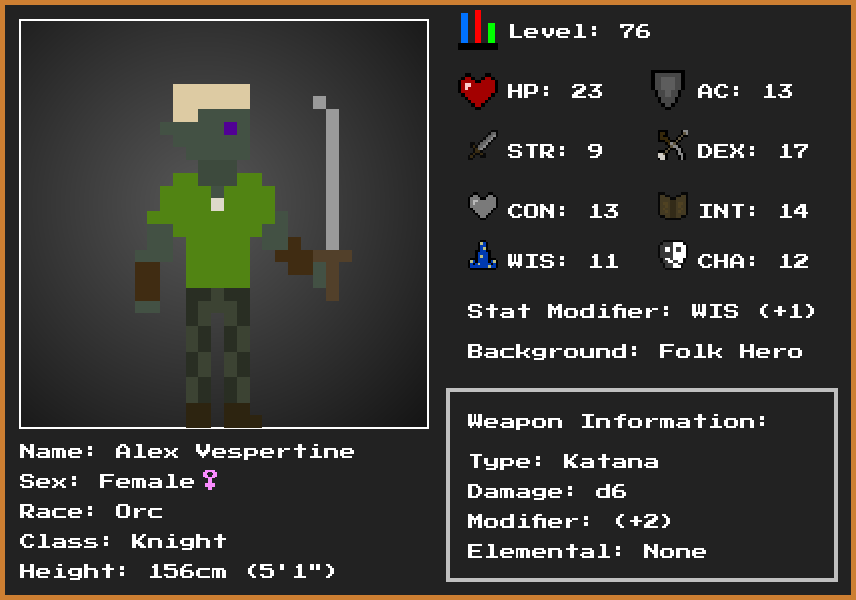 Level: 76
HP: 23 AC: 13
STR: 9 DEX: 17
CON: 13 INT: 14
WIS: 11 CHA: 12
Stat Modifier: WIS (+1)
Background: Folk Hero
Weapon Information:
Type: Katana
Damage: d6
Modifier: (+2)
Elemental: None
Name: Alex Vespertine
Sex: Female♀
Race: Orc
Class: Knight
Height: 156cm (5'1")